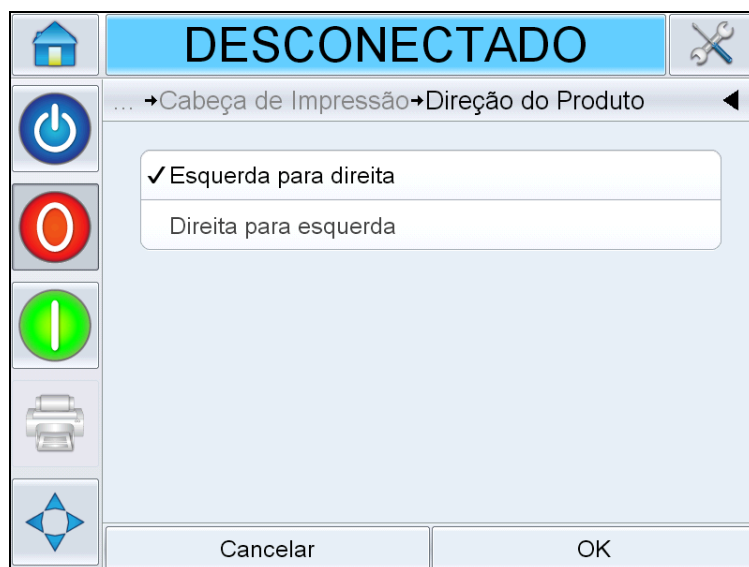 DESCONECTADO
... →Cabeça de Impressão→Direção do Produto
✓Esquerda para direita
Direita para esquerda
Cancelar
OK